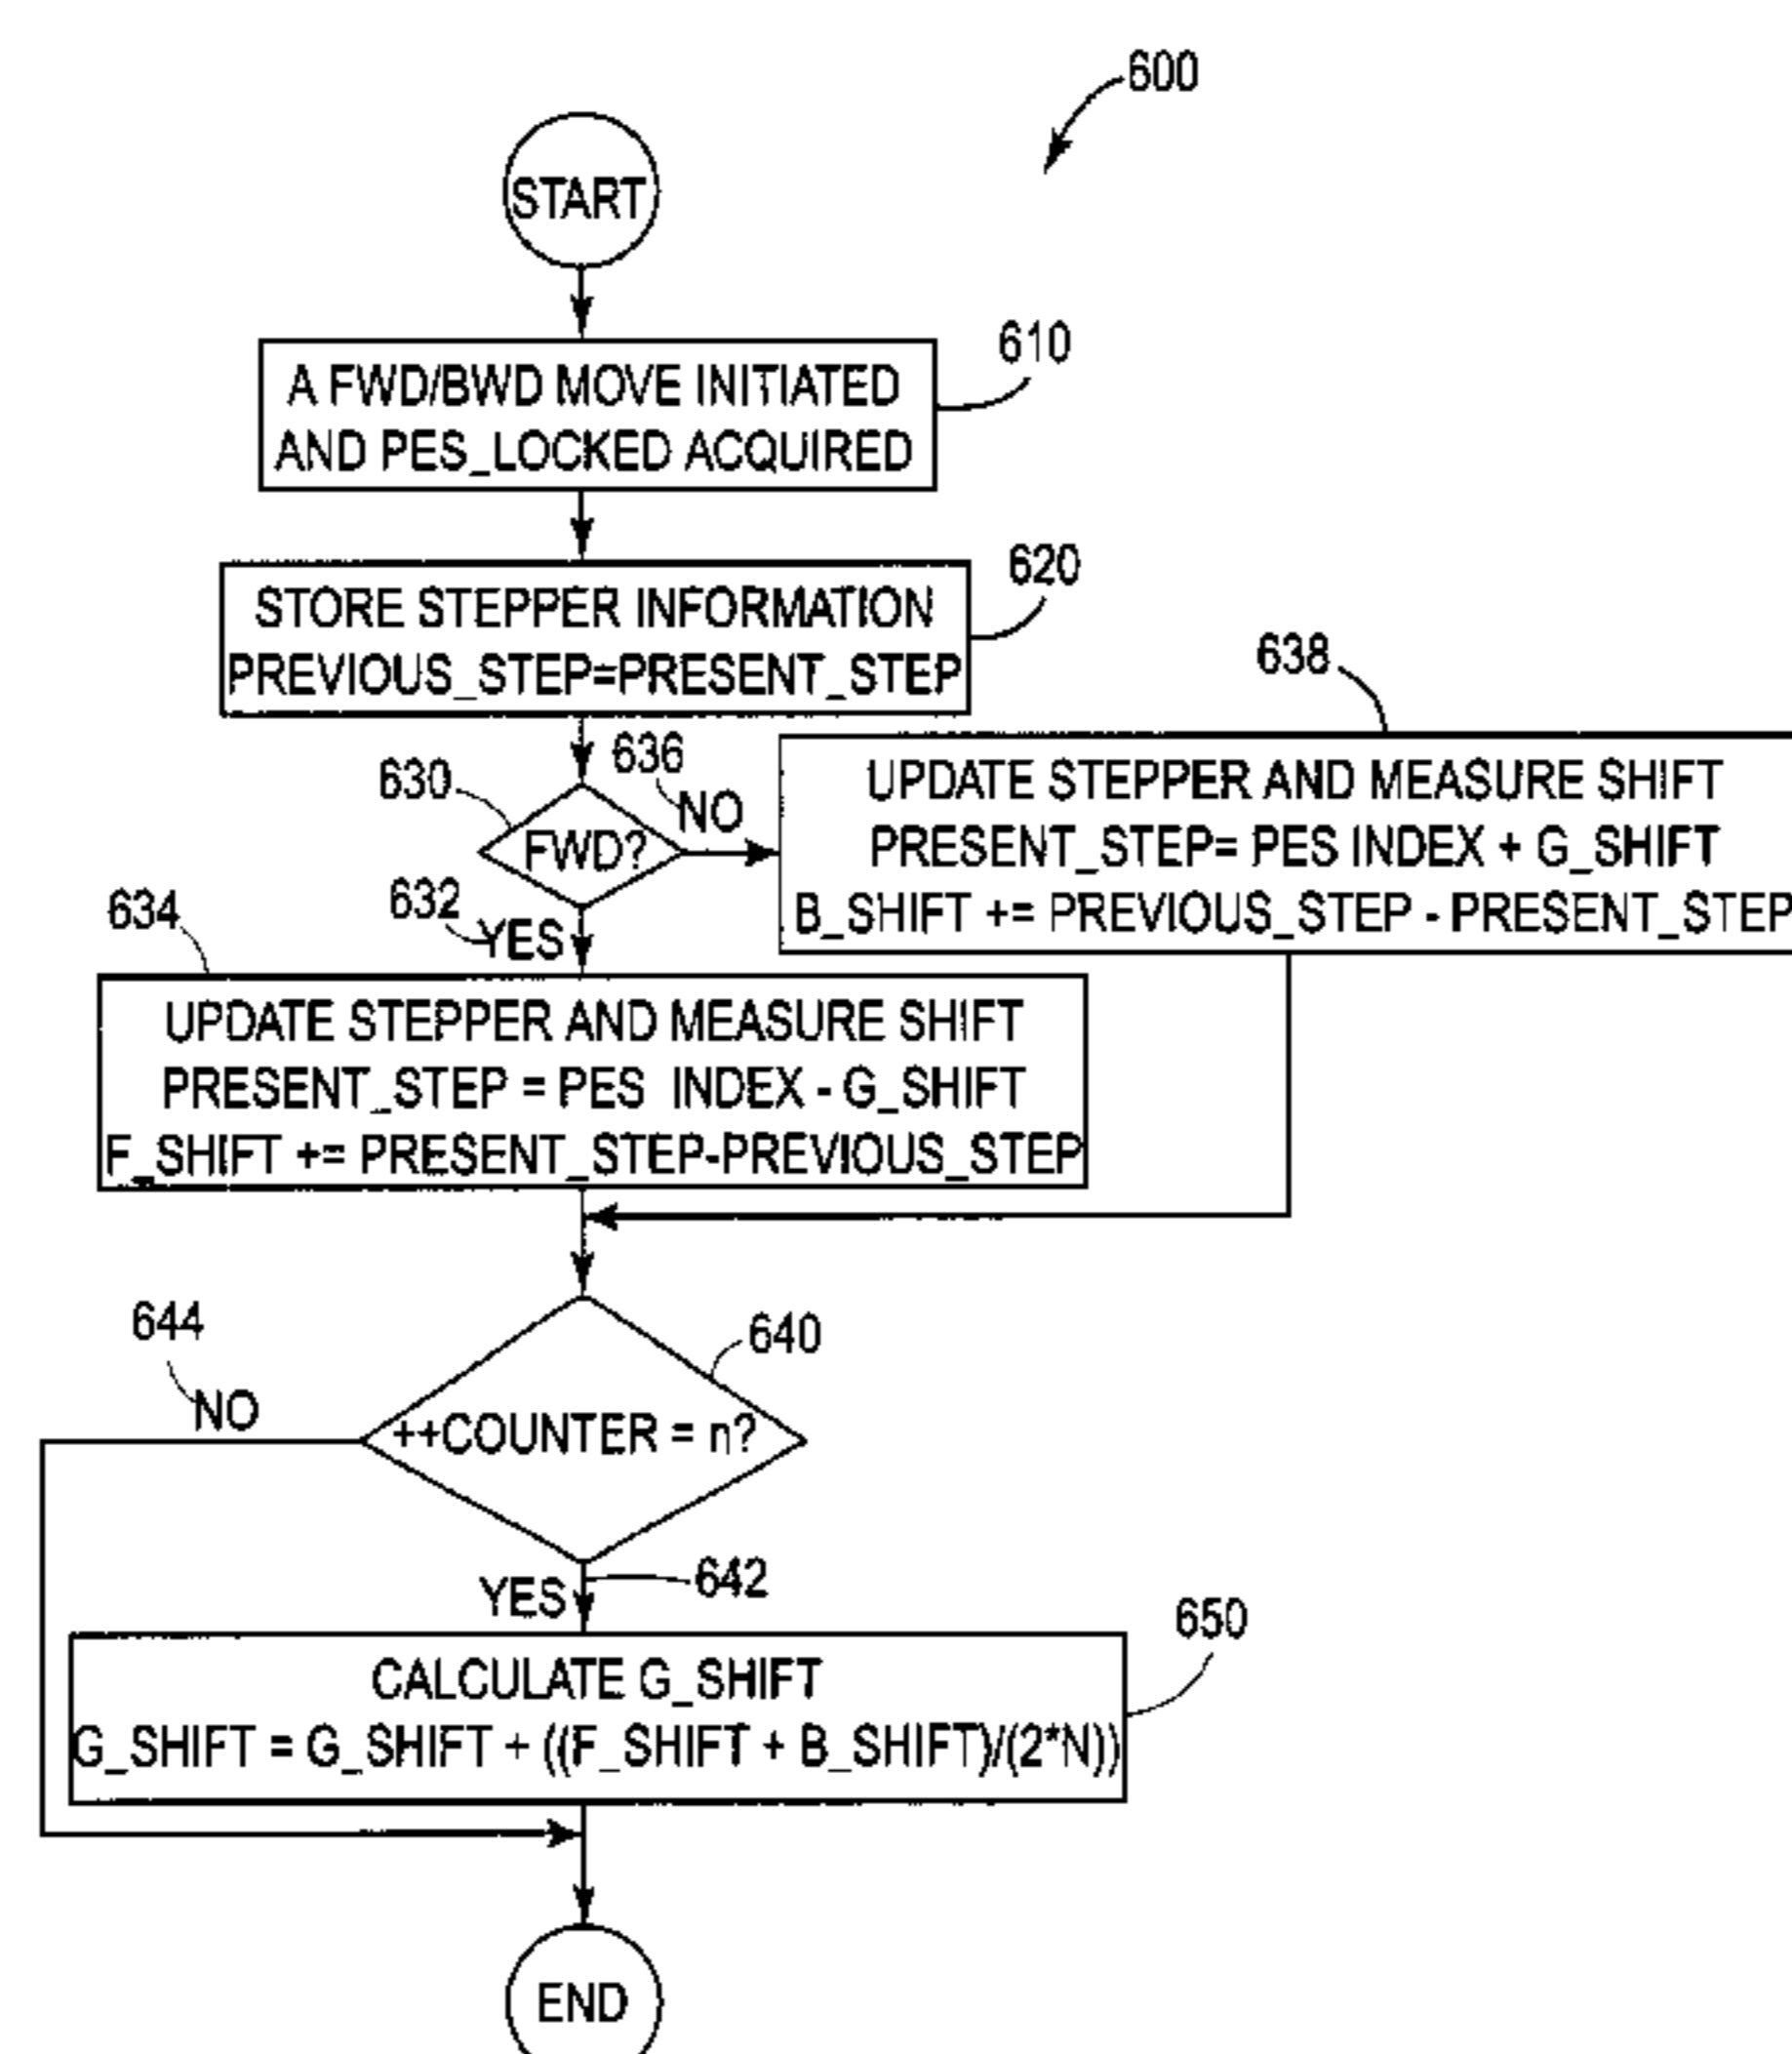 600
START
610
A FWD/BWD MOVE INITIATED
AND PES_LOCKED ACQUIRED
620
STORE STEPPER INFORMATION
PREVIOUS_STEP=PRESENT_STEP
638
636
630
NO
FWD?
UPDATE STEPPER AND MEASURE SHIFT
PRESENT_STEP= PES INDEX + G_SHIFT
B_SHIFT += PREVIOUS_STEP - PRESENT_STEP
632
YES
634
UPDATE STEPPER AND MEASURE SHIFT
PRESENT_STEP = PES INDEX - G_SHIFT
F_SHIFT += PRESENT_STEP-PREVIOUS_STEP
644
NO
640
++COUNTER = n?
642
YES
650
CALCULATE G_SHIFT
G_SHIFT = G_SHIFT + ((F_SHIFT + B_SHIFT)/(2*N))
END